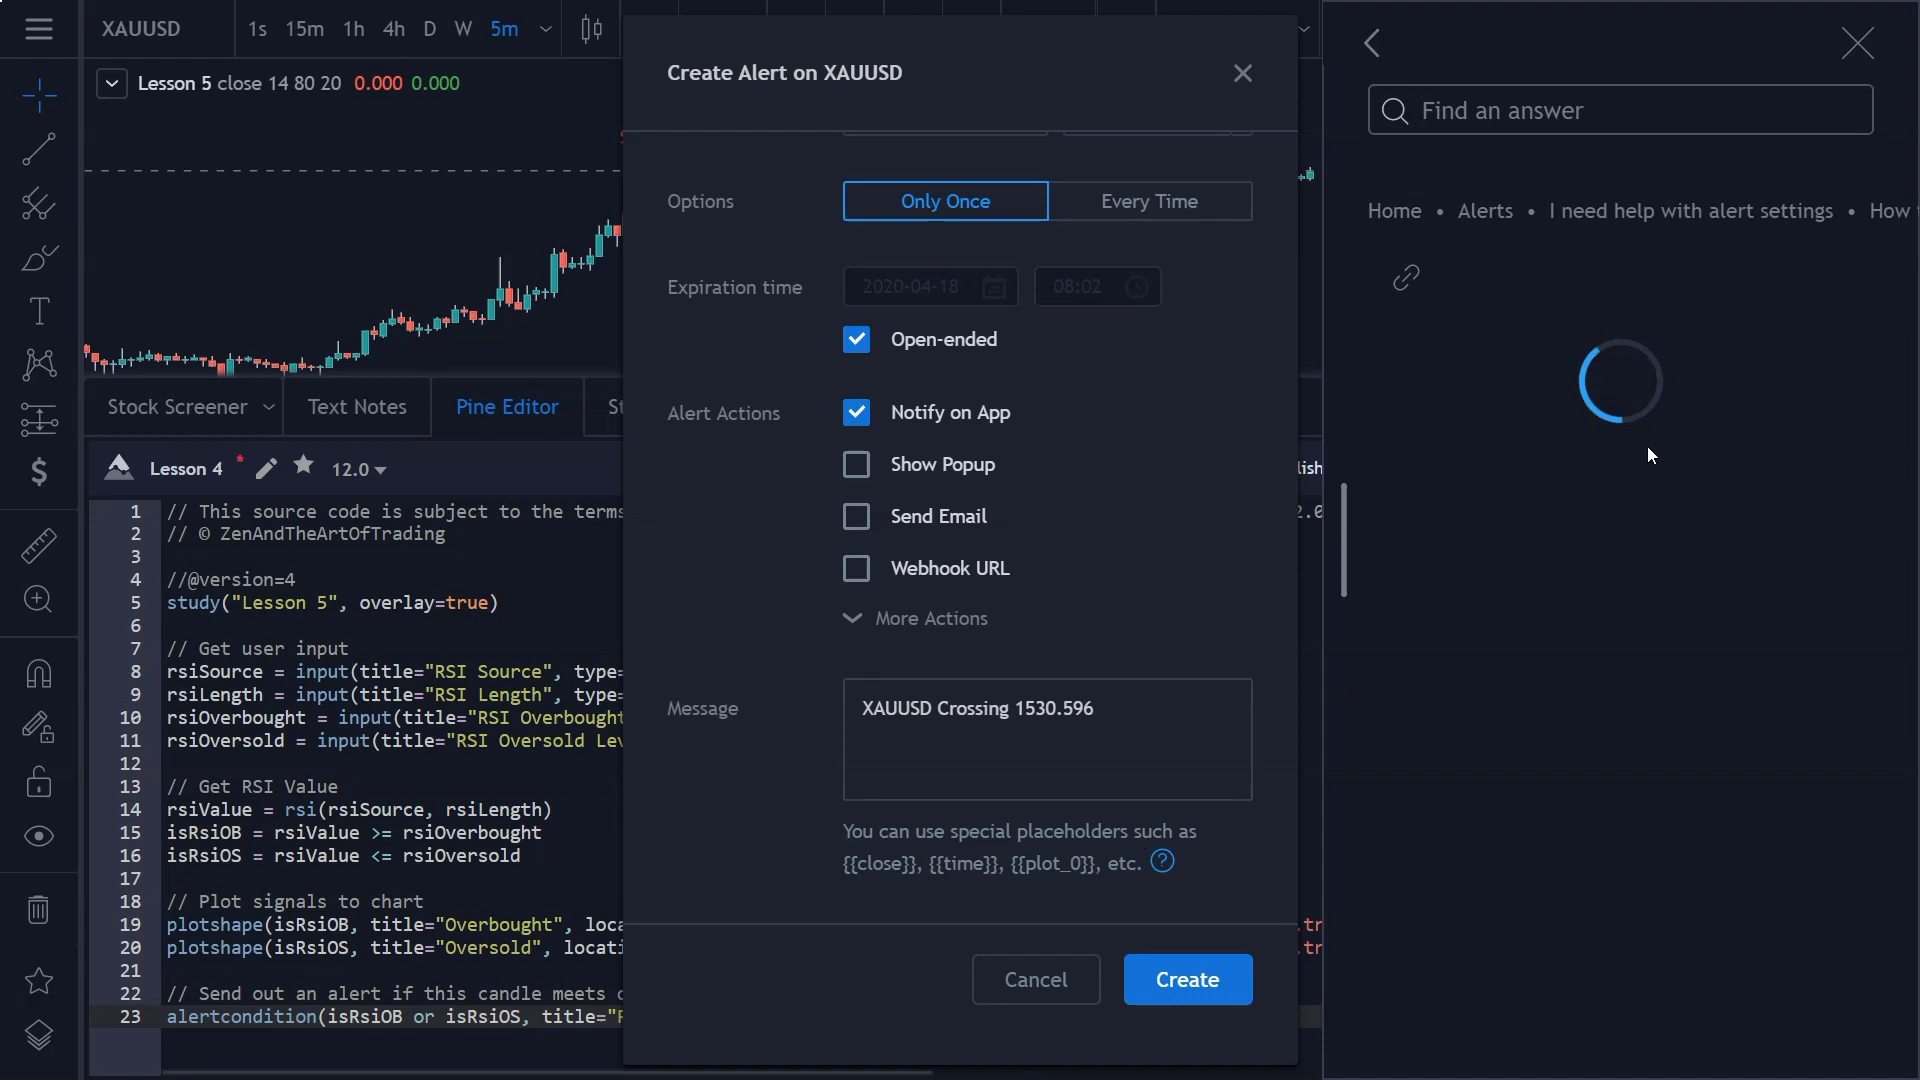 XAUUSD
1s 15m 1h 4h D W 5m
Lesson 5 close 14 80 20 0.000 0.000
Stock Screener
Text Notes
Pine Editor
St
Lesson 4 *
12.0
1 // This source code is subject to the terms
2 // © ZenAndTheArtOfTrading
3
4 //@version=4
5 study("Lesson 5", overlay=true)
6
7 // Get user input
8 rsiSource = input(title="RSI Source", type=
9 rsiLength = input(title="RSI Length", type=
10 rsiOverbought = input(title="RSI Overbought
11 rsiOversold = input(title="RSI Oversold Lev
12
13 // Get RSI Value
14 rsiValue = rsi(rsiSource, rsiLength)
15 isRsiOB = rsiValue >= rsiOverbought
16 isRsiOS = rsiValue <= rsiOversold
17
18 // Plot signals to chart
19 plotshape(isRsiOB, title="Overbought", loca
20 plotshape(isRsiOS, title="Oversold", locati
21
22 // Send out an alert if this candle meets c
23 alertcondition(isRsiOB or isRsiOS, title="R
Create Alert on XAUUSD
Options
Only Once
Every Time
Expiration time
2020-04-18
08:02
Open-ended
Alert Actions
Notify on App
Show Popup
Send Email
Webhook URL
More Actions
Message
XAUUSD Crossing 1530.596
You can use special placeholders such as
{{close}}, {{time}}, {{plot_0}}, etc.
Cancel
Create
lish
2.0
.tr
.tr
Find an answer
Home • Alerts • I need help with alert settings • How